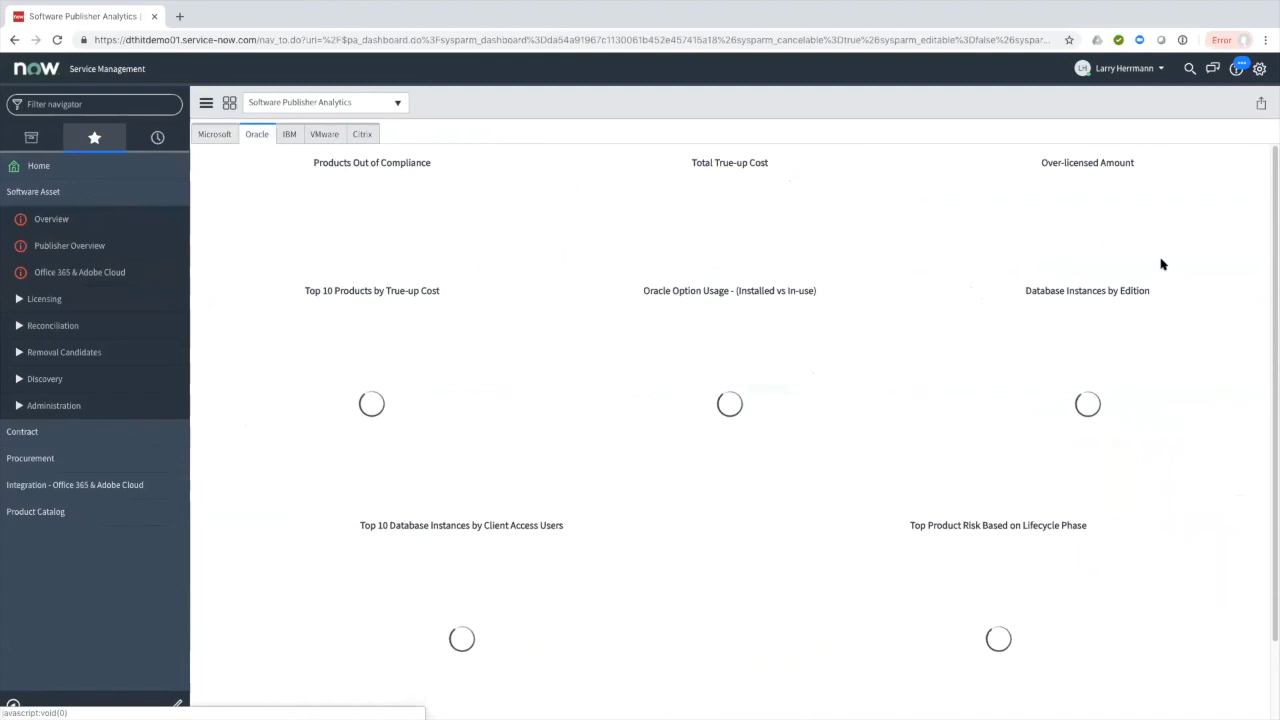 Software Publisher Analytics |
https://dthitdemo01.service-now.com/nav_to.do?uri=%2F$pa_dashboard.do%3Fsysparm_dashboard%3Dda54a91967c1130061b452e457415a18%26sysparm_cancelable%3Dtrue%26sysparm_editable%3Dfalse%26syspar...
Error
now
Service Management
LH
Larry Herrmann
Filter navigator
Software Publisher Analytics
Microsoft
Oracle
IBM
VMware
Citrix
Home
Software Asset
Overview
Publisher Overview
Office 365 & Adobe Cloud
Licensing
Reconciliation
Removal Candidates
Discovery
Administration
Contract
Procurement
Integration - Office 365 & Adobe Cloud
Product Catalog
Products Out of Compliance
Total True-up Cost
Over-licensed Amount
Top 10 Products by True-up Cost
Oracle Option Usage - (Installed vs In-use)
Database Instances by Edition
Top 10 Database Instances by Client Access Users
Top Product Risk Based on Lifecycle Phase
javascript:void(0)